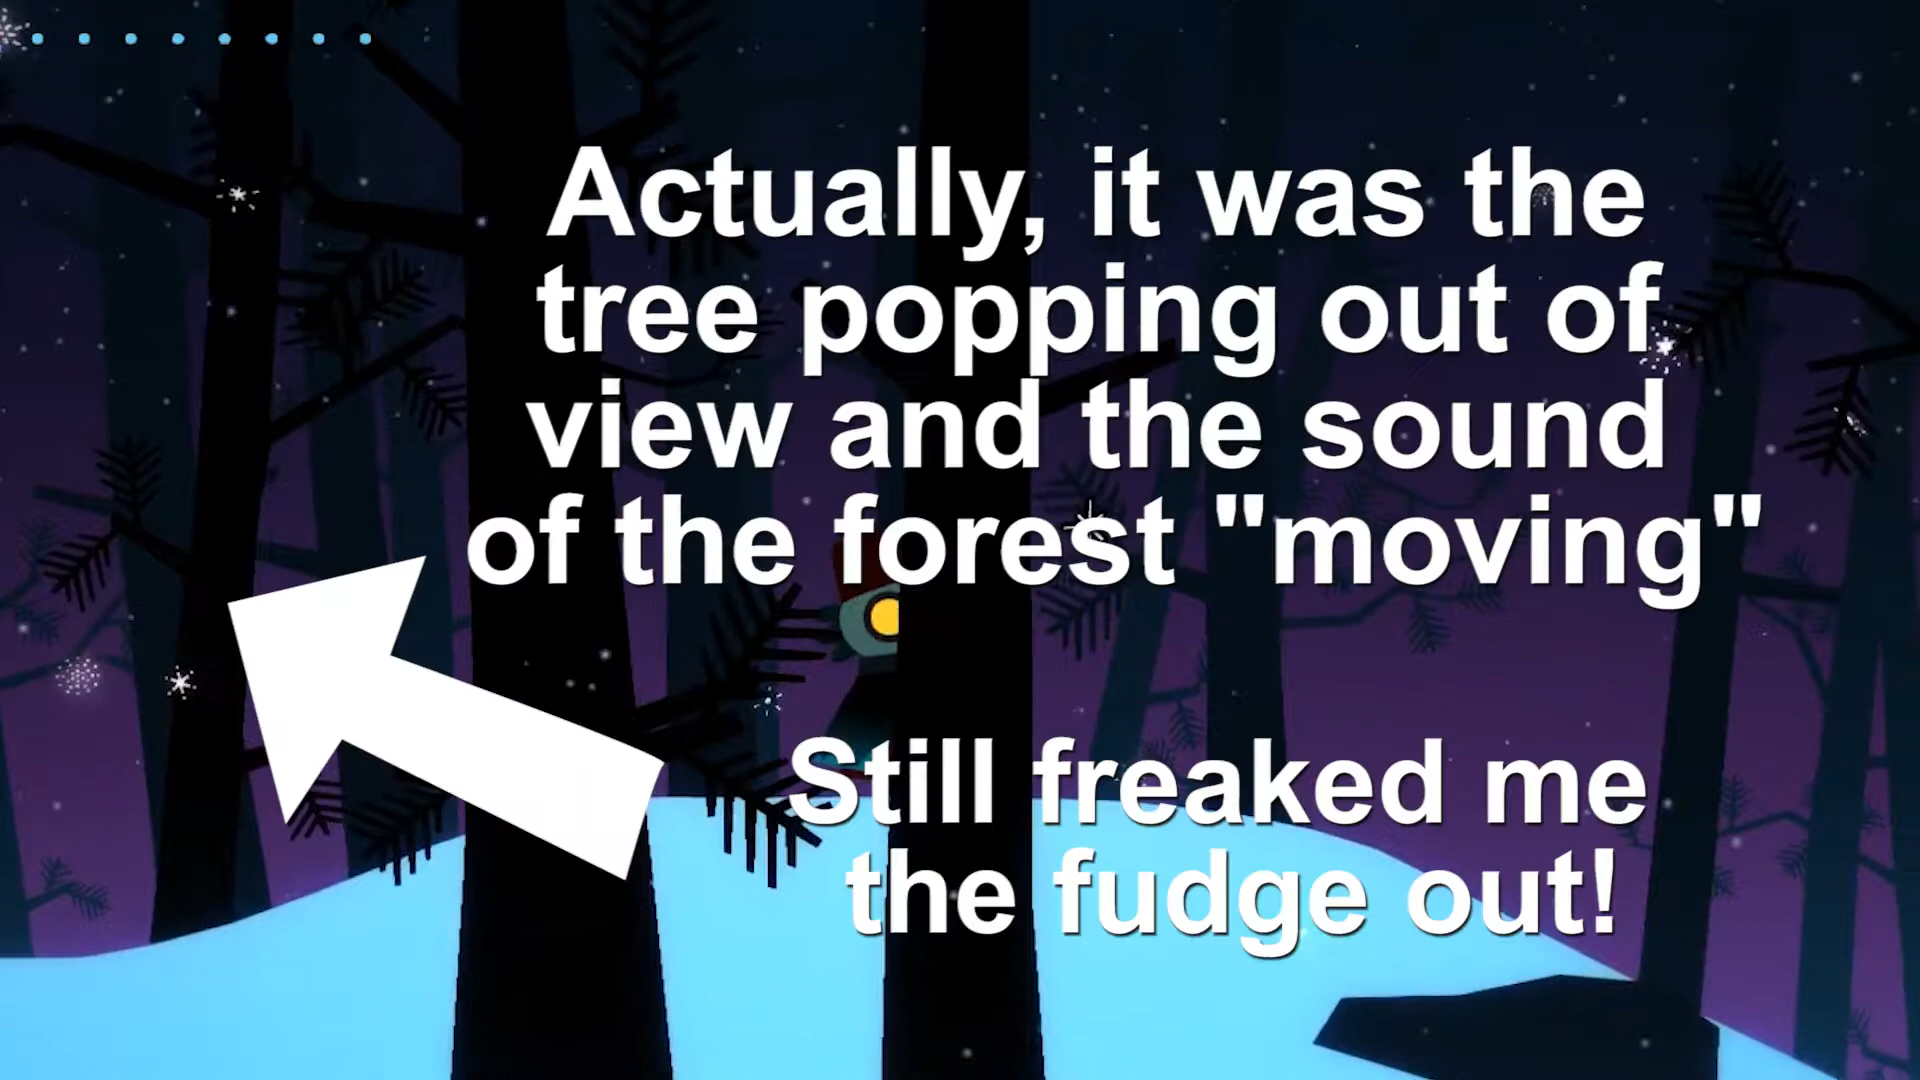 Actually, it was the
tree popping out of
view and the sound
of the forest "moving"
Still freaked me
the fudge out!